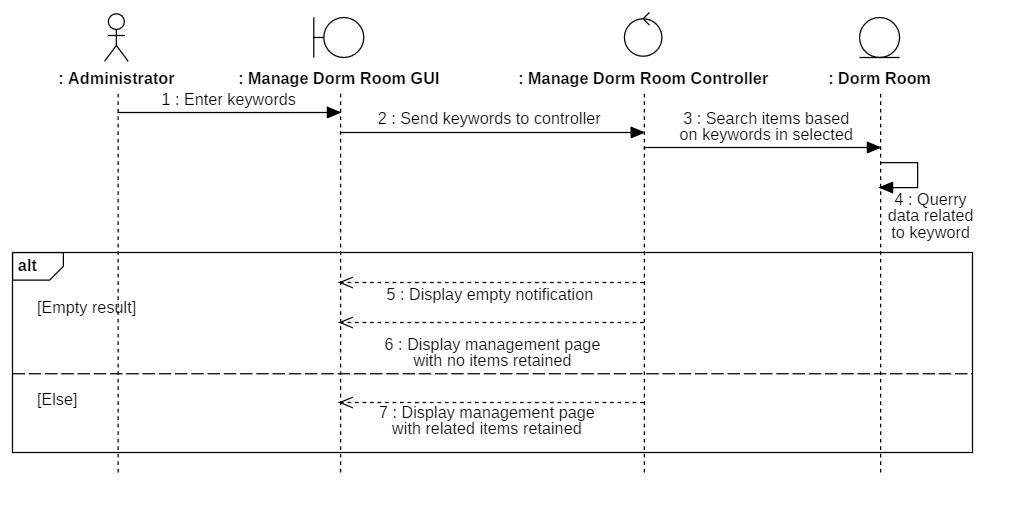 : Administrator
: Manage Dorm Room GUI
: Manage Dorm Room Controller
: Dorm Room
1 : Enter keywords
2 : Send keywords to controller
3 : Search items based
on keywords in selected
4 : Querry
data related
to keyword
alt
5 : Display empty notification
[Empty result]
6 : Display management page
with no items retained
[Else]
7 : Display management page
with related items retained